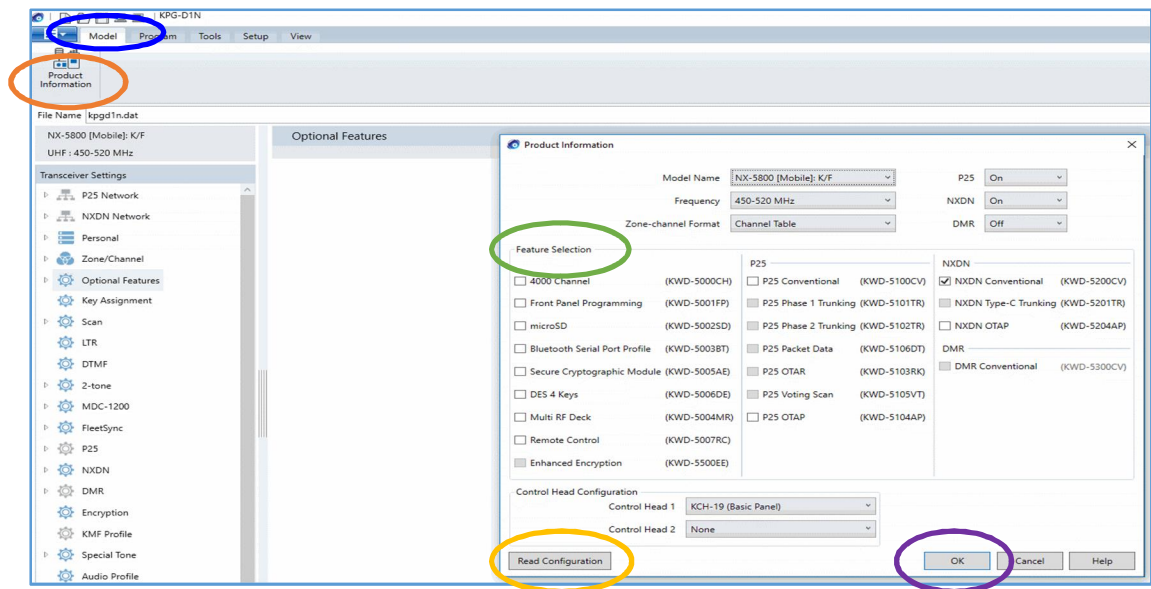 KPG-D1N
Model Program Tools Setup View
Product
Information
File Name kpgd1n.dat
NX-5800 [Mobile]: K/F
UHF : 450-520 MHz
Transceiver Settings
P25 Network
NXDN Network
Personal
Zone/Channel
Optional Features
Key Assignment
Scan
LTR
DTMF
2-tone
MDC-1200
FleetSync
P25
NXDN
DMR
Encryption
KMF Profile
Special Tone
Audio Profile
Optional Features
Product Information
Model Name NX-5800 [Mobile]: K/F P25 On
Frequency 450-520 MHz NXDN On
Zone-channel Format Channel Table DMR Off
Feature Selection
4000 Channel (KWD-5000CH)
Front Panel Programming (KWD-5001FP)
microSD (KWD-5002SD)
Bluetooth Serial Port Profile (KWD-5003BT)
Secure Cryptographic Module (KWD-5005AE)
DES 4 Keys (KWD-5006DE)
Multi RF Deck (KWD-5004MR)
Remote Control (KWD-5007RC)
Enhanced Encryption (KWD-5500EE)
P25
P25 Conventional (KWD-5100CV)
P25 Phase 1 Trunking (KWD-5101TR)
P25 Phase 2 Trunking (KWD-5102TR)
P25 Packet Data (KWD-5106DT)
P25 OTAR (KWD-5103RK)
P25 Voting Scan (KWD-5105VT)
P25 OTAP (KWD-5104AP)
NXDN
NXDN Conventional (KWD-5200CV)
NXDN Type-C Trunking (KWD-5201TR)
NXDN OTAP (KWD-5204AP)
DMR
DMR Conventional (KWD-5300CV)
Control Head Configuration
Control Head 1 KCH-19 (Basic Panel)
Control Head 2 None
Read Configuration OK Cancel Help